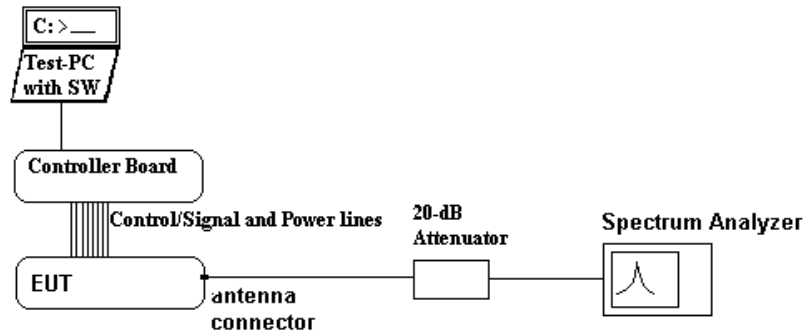 C:>__
Test-PC
with SW
Controller Board
Control/Signal and Power lines
20-dB
Attenuator
Spectrum Analyzer
EUT
antenna
connector